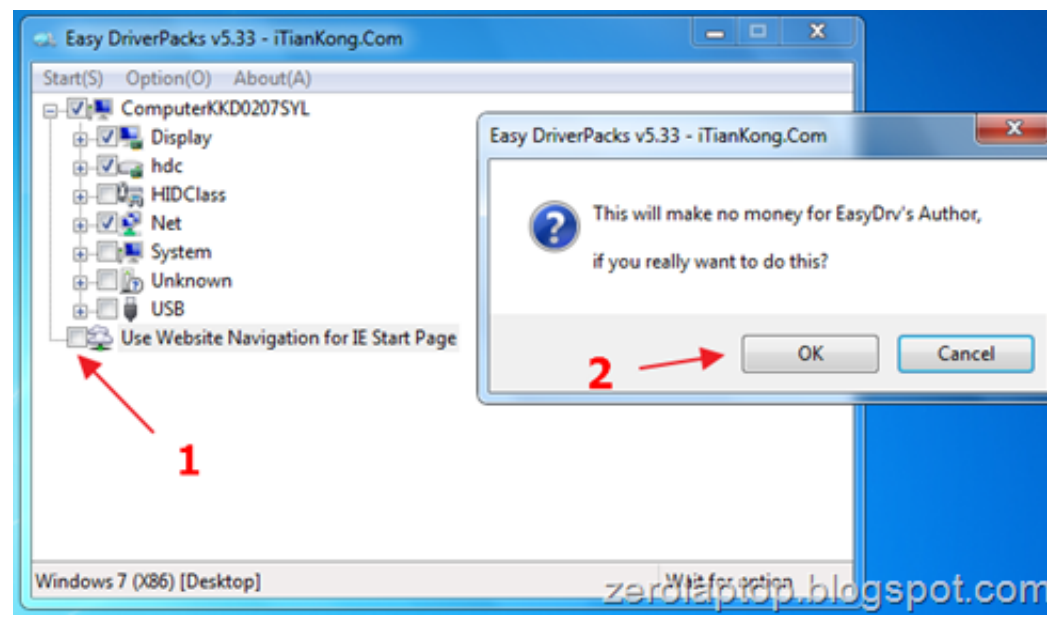 Easy DriverPacks v5.33 - iTianKong.Com
Start(S) Option(O) About(A)
ComputerKKD0207SYL
Display
hdc
HIDClass
Net
System
Unknown
USB
Use Website Navigation for IE Start Page
1
Easy DriverPacks v5.33 - iTianKong.Com
This will make no money for EasyDrv's Author,
if you really want to do this?
2
OK Cancel
Windows 7 (X86) [Desktop] Wait for option
zerolaptop.blogspot.com